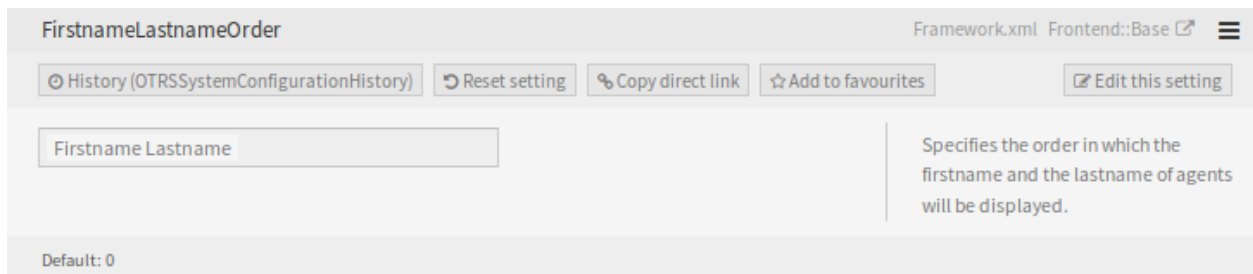 FirstnameLastnameOrder Framework.xml Frontend::Base
History (OTRSSystemConfigurationHistory) Reset setting Copy direct link Add to favourites Edit this setting
Firstname Lastname
Specifies the order in which the
firstname and the lastname of agents
will be displayed.
Default: 0